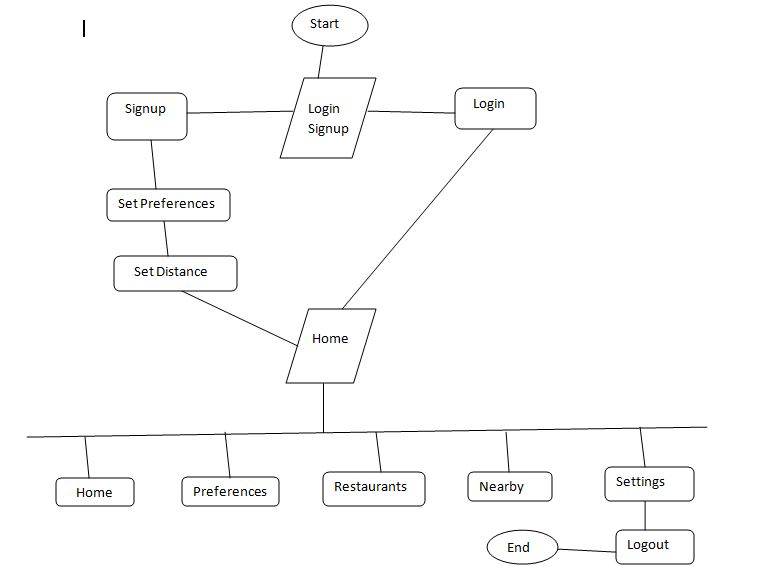 Start
Signup
Login
Signup
Login
Set Preferences
Set Distance
Home
Home
Preferences
Restaurants
Nearby
Settings
End
Logout